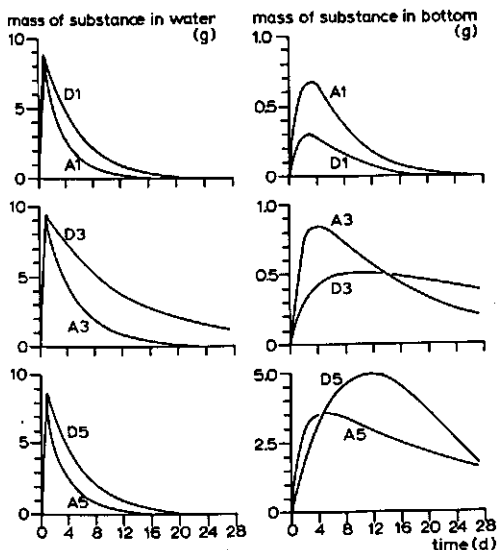 mass of substance in water
(g)
mass of substance in bottom
(g)
10
5
0
D1
A1
1.0
0.5
0
A1
D1
10
5
0
D3
A3
1.0
0.5
0
A3
D3
10
5
0
D5
A5
0 4 8 12 16 20 24 28
5.0
2.5
0
D5
A5
0 4 8 12 16 20 24 28
time (d)